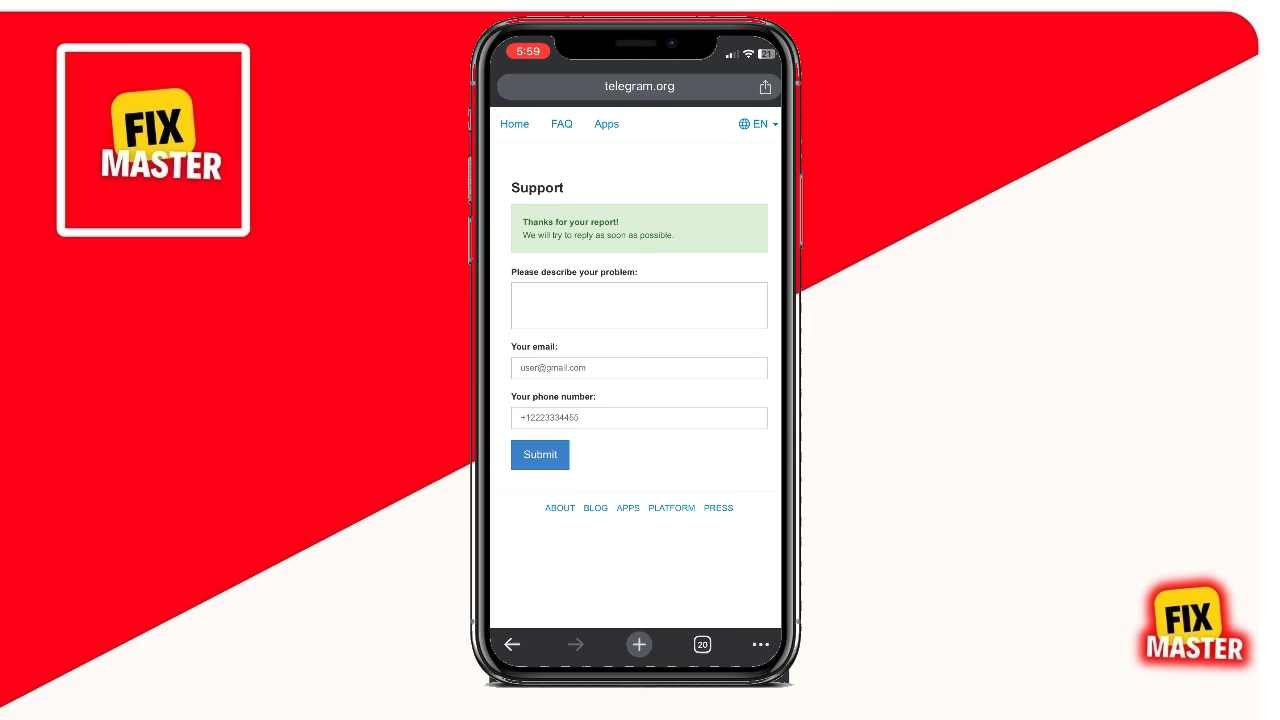 FIX
MASTER
5:59
21
telegram.org
Home FAQ Apps EN
Support
Thanks for your report!
We will try to reply as soon as possible.
Please describe your problem:
Your email:
user@gmail.com
Your phone number:
+12223334455
Submit
ABOUT BLOG APPS PLATFORM PRESS
20
FIX
MASTER